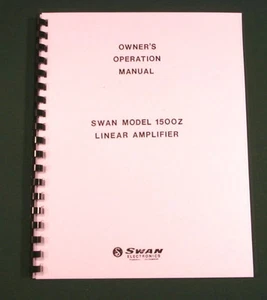 OWNER'S
OPERATION
MANUAL
SWAN MODEL 1500Z
LINEAR AMPLIFIER
SWAN
ELECTRONICS